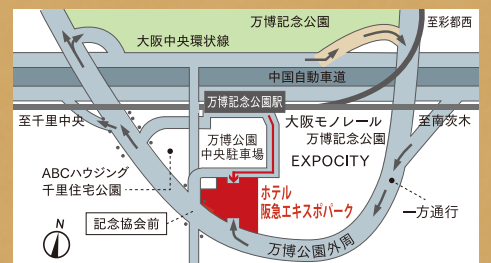 万博記念公園
至彩都西
大阪中央環状線
中国自動車道
万博記念公園駅
至千里中央
大阪モノレール
至南茨木
万博公園
中央駐車場
万博記念公園
EXPOCITY
ABCハウジング
千里住宅公園
ホテル
阪急エキスポパーク
一方通行
記念協会前
N
万博公園外周